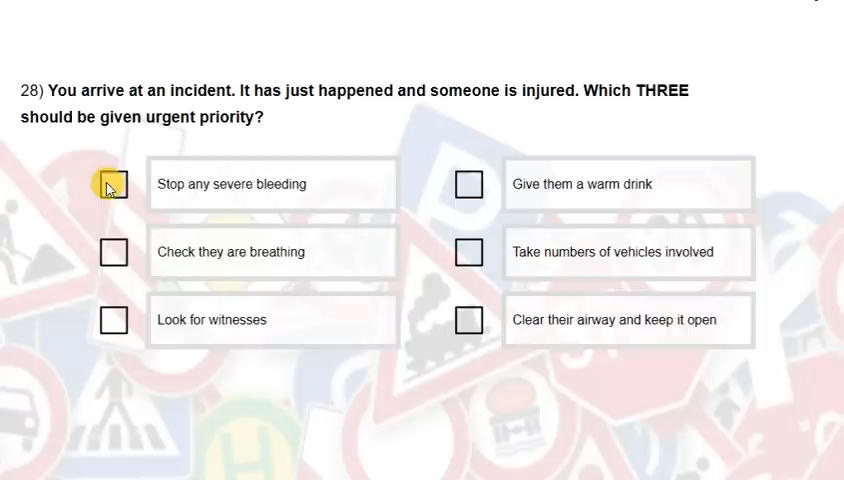 28) You arrive at an incident. It has just happened and someone is injured. Which THREE
should be given urgent priority?
Stop any severe bleeding
Give them a warm drink
Check they are breathing
Take numbers of vehicles involved
Look for witnesses
Clear their airway and keep it open